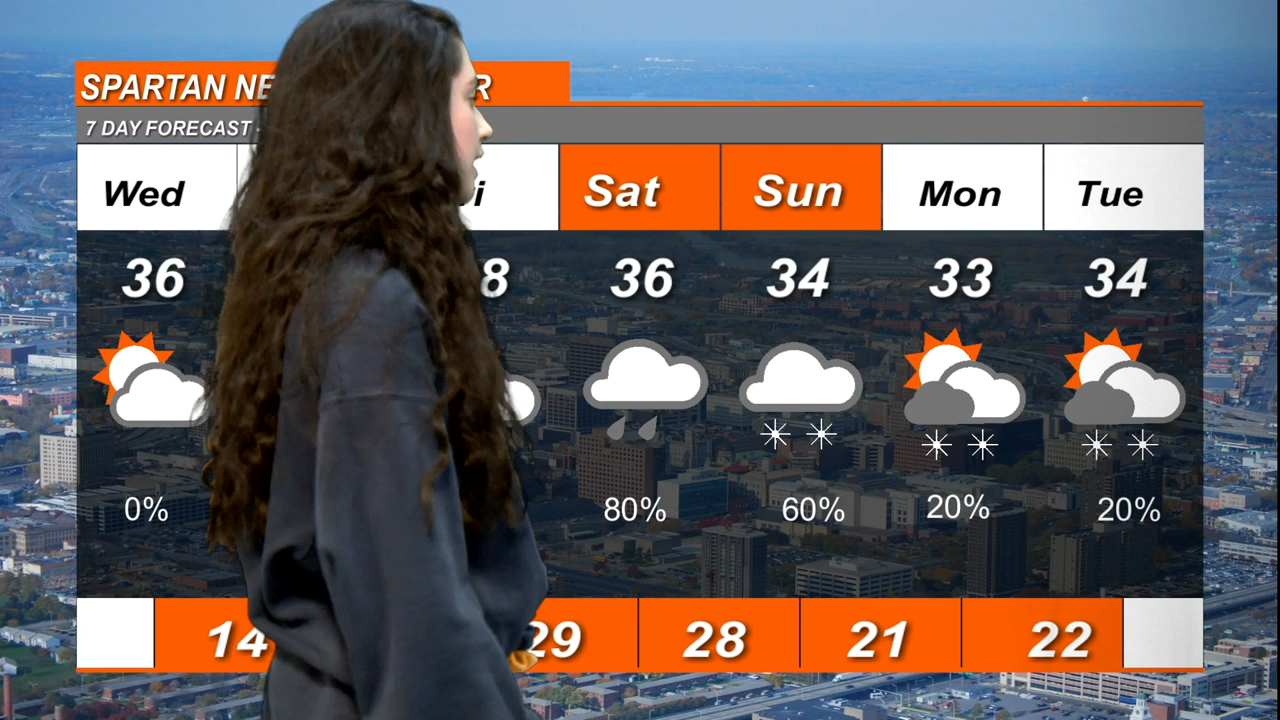 SPARTAN NE R
7 DAY FORECAST -
Wed i Sat Sun Mon Tue
36 8 36 34 33 34
0% 80% 60% 20% 20%
14 29 28 21 22